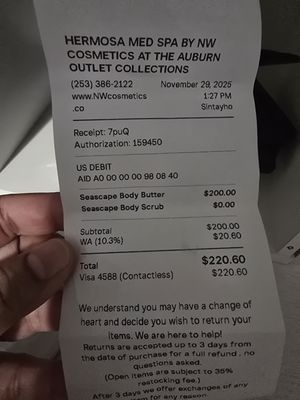 HERMOSA MED SPA BY NW
COSMETICS AT THE AUBURN
OUTLET COLLECTIONS
(253) 386-2122 November 29, 2025
www.NWcosmetics 1:27 PM
.co Sintayho
Receipt: 7puQ
Authorization: 159450
US DEBIT
AID A0 00 00 00 98 08 40
Seascape Body Butter $200.00
Seascape Body Scrub $0.00
Subtotal $200.00
WA (10.3%) $20.60
Total $220.60
Visa 4588 (Contactless) $220.60
We understand you may have a change of
heart and decide you wish to return your
items. We are here to help!
Returns are accepted up to 3 days from
the date of purchase for a full refund , no
questions asked.
(Open items are subject to 35%
restocking fee.)
After 3 days we offer exchanges of any
item for any reason